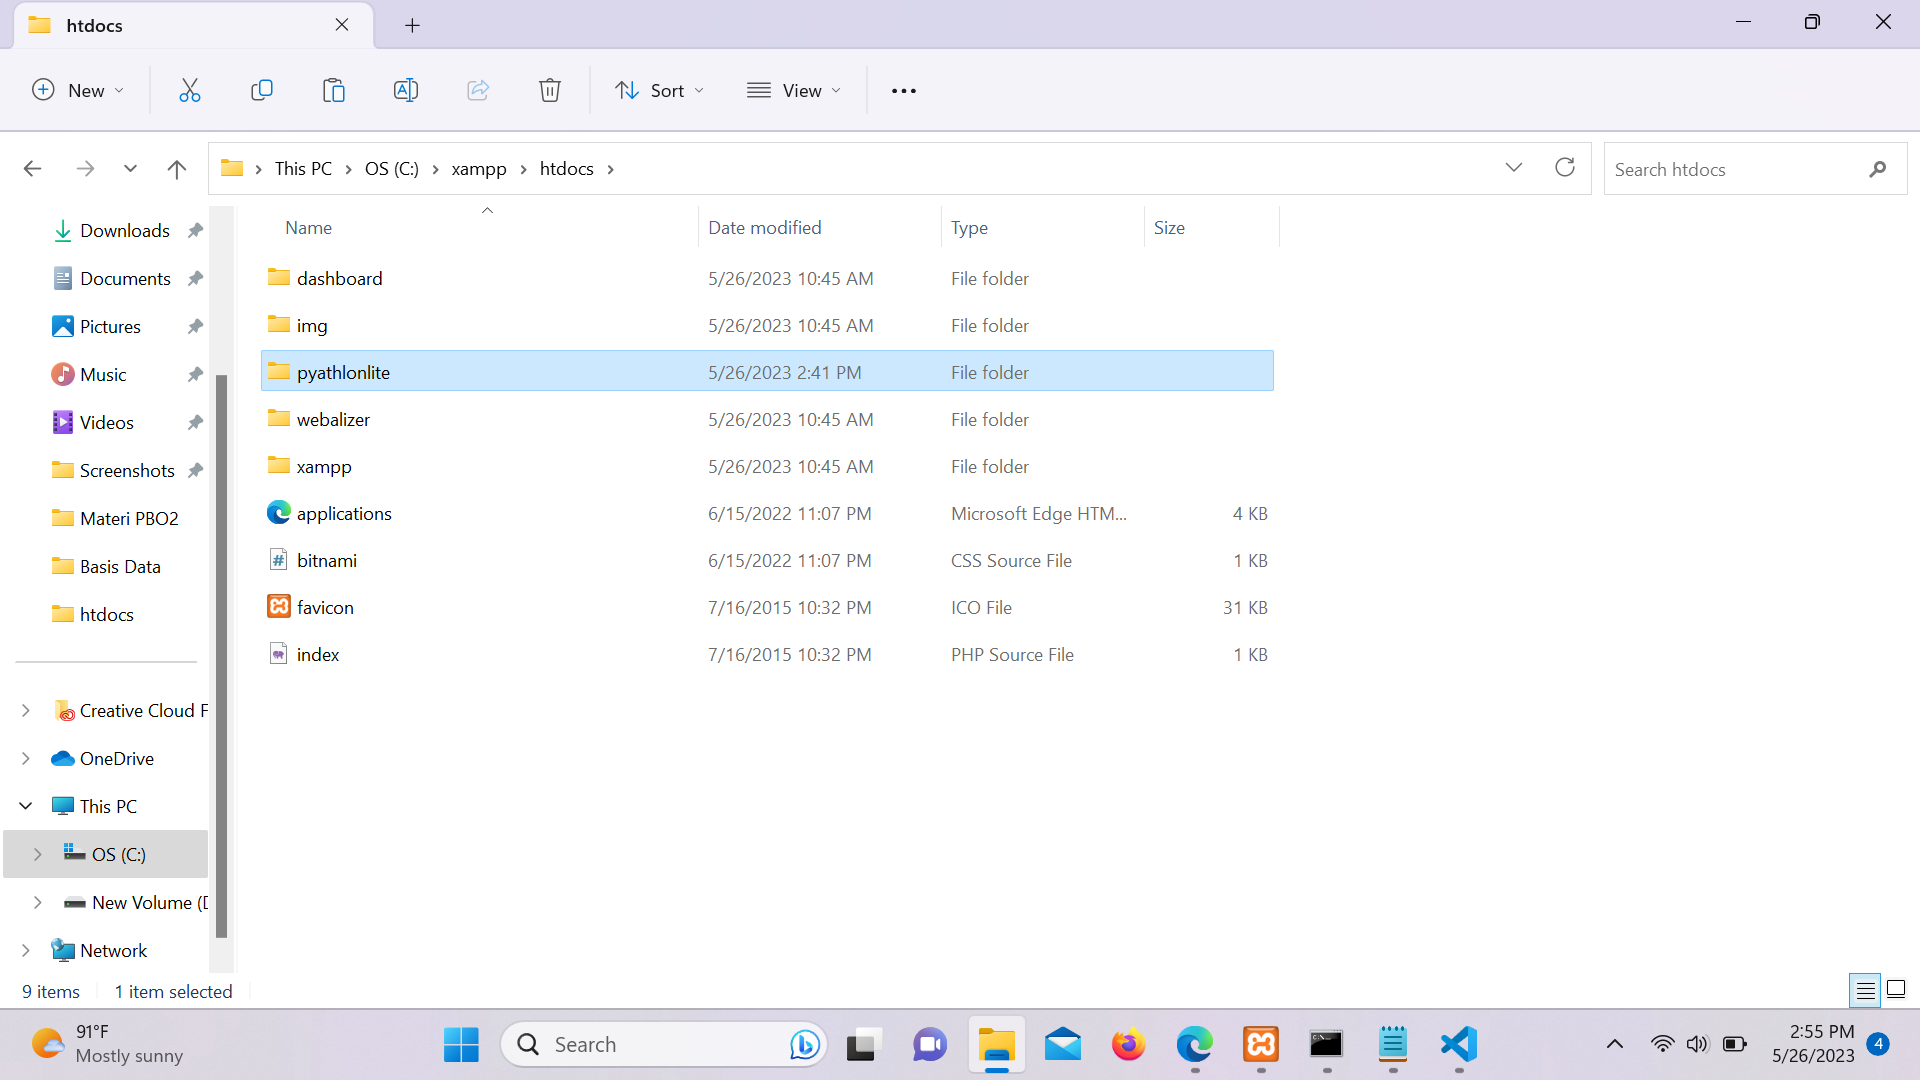 htdocs
New
Sort
View
This PC
OS (C:)
xampp
htdocs
Search htdocs
Downloads
Documents
Pictures
Music
Videos
Screenshots
Materi PBO2
Basis Data
htdocs
Creative Cloud F
OneDrive
This PC
OS (C:)
New Volume (D
Network
Name Date modified Type Size
dashboard 5/26/2023 10:45 AM File folder
img 5/26/2023 10:45 AM File folder
pyathlonlite 5/26/2023 2:41 PM File folder
webalizer 5/26/2023 10:45 AM File folder
xampp 5/26/2023 10:45 AM File folder
applications 6/15/2022 11:07 PM Microsoft Edge HTM... 4 KB
bitnami 6/15/2022 11:07 PM CSS Source File 1 KB
favicon 7/16/2015 10:32 PM ICO File 31 KB
index 7/16/2015 10:32 PM PHP Source File 1 KB
9 items 1 item selected
91°F
Mostly sunny
Search
2:55 PM
5/26/2023
4